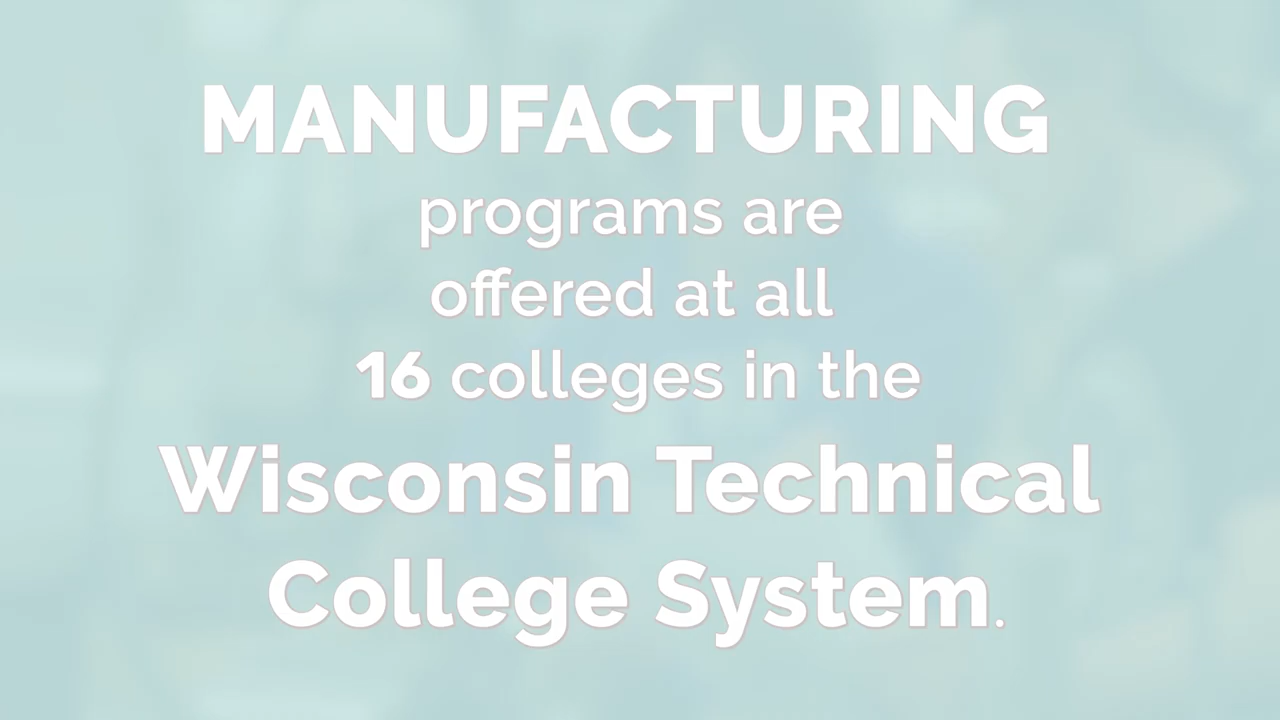 MANUFACTURING
programs are
offered at all
16 colleges in the
Wisconsin Technical
College System.